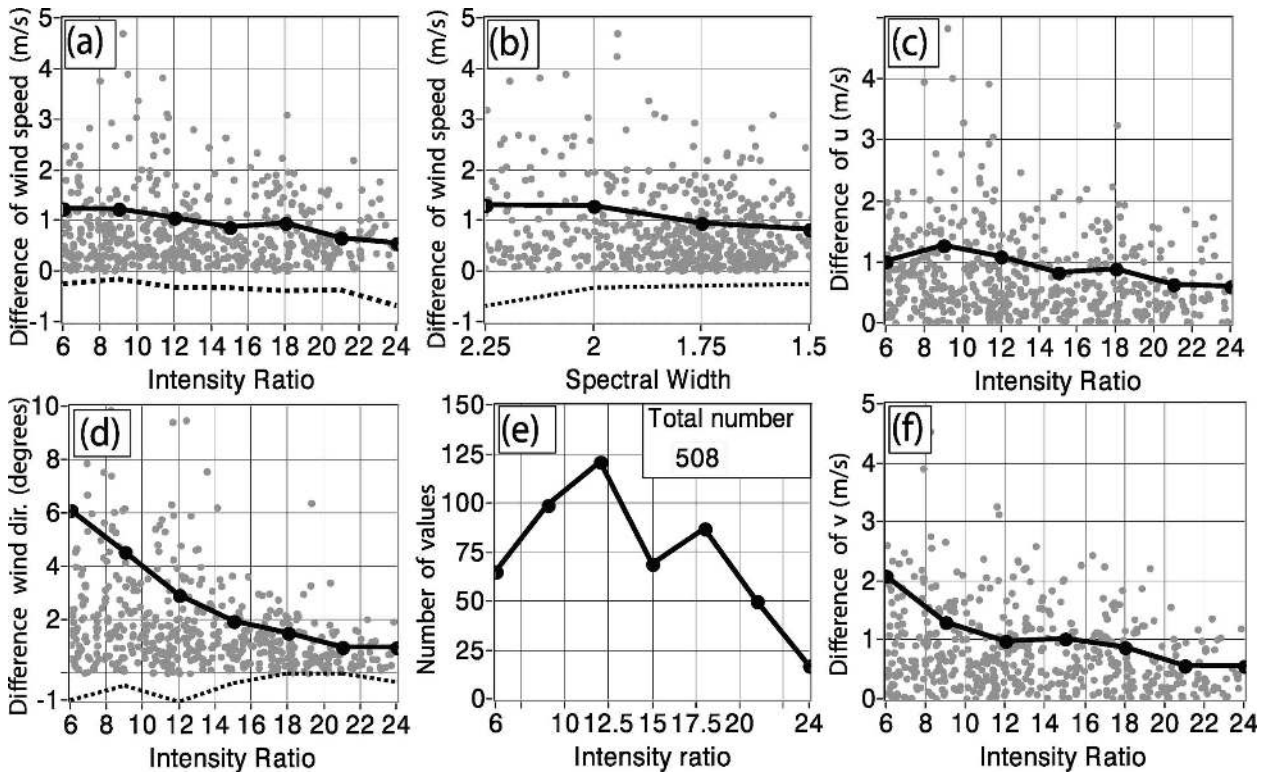 (a)
Difference of wind speed (m/s)
5
4
3
2
1
0
-1
6 8 10 12 14 16 18 20 22 24
Intensity Ratio
(b)
Difference of wind speed (m/s)
5
4
3
2
1
0
-1
2.25 2 1.75 1.5
Spectral Width
(c)
Difference of u (m/s)
5
4
3
2
1
0
6 8 10 12 14 16 18 20 22 24
Intensity Ratio
(d)
Difference wind dir. (degrees)
10
8
6
4
2
-1
6 8 10 12 14 16 18 20 22 24
Intensity Ratio
(e)
Total number
508
Number of values
150
125
100
75
50
25
0
6 10 12.5 15 17.5 20 24
Intensity ratio
(f)
Difference of v (m/s)
5
4
3
2
1
0
6 8 10 12 14 16 18 20 22 24
Intensity Ratio